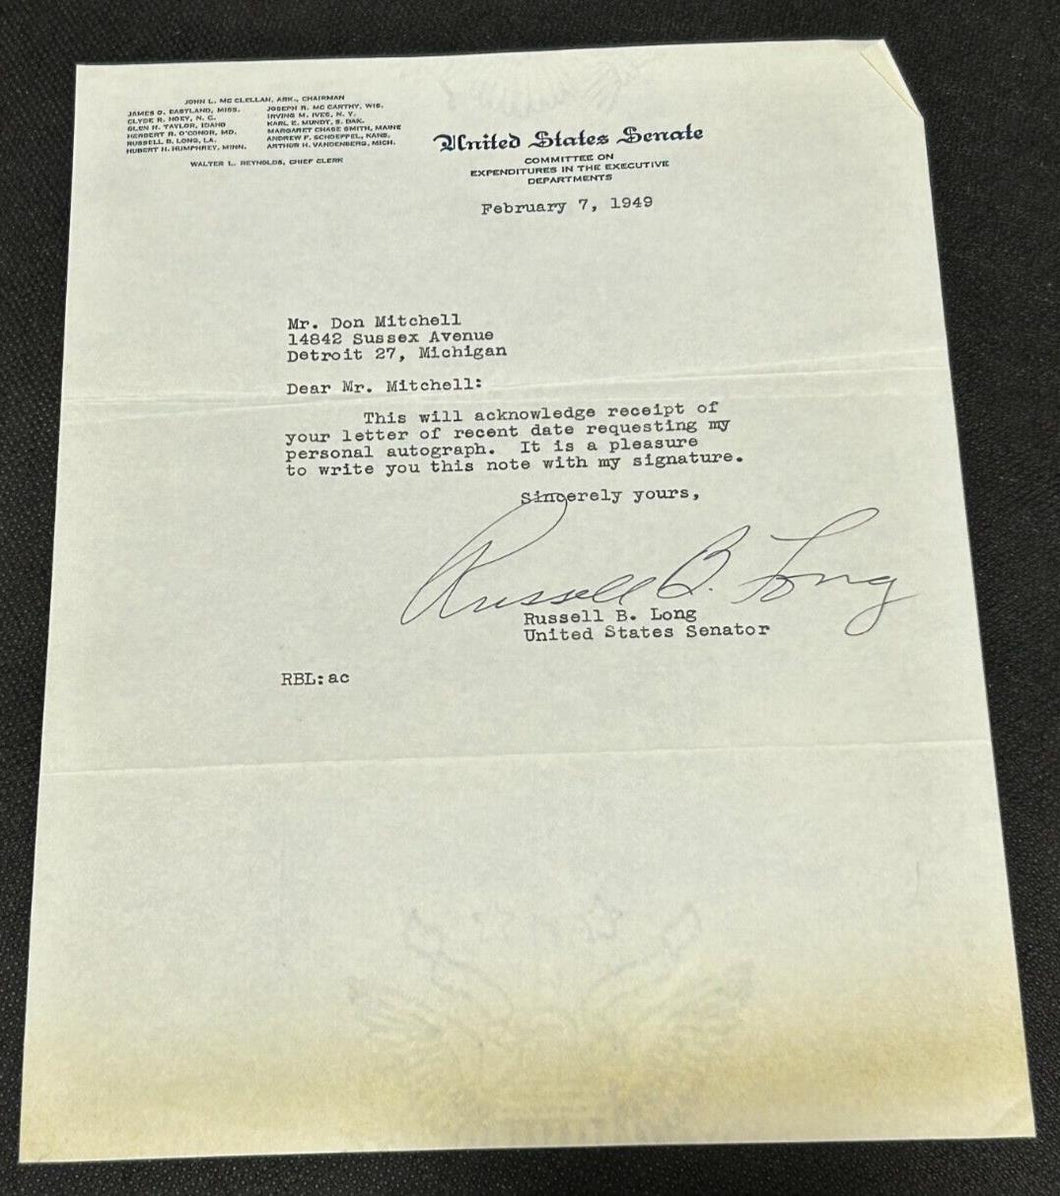 JOHN L. MC CLELLAN, ARK., CHAIRMAN
JAMES O. EASTLAND, MISS.
CLYDE R. HOEY, N. C.
GLEN H. TAYLOR, IDAHO
HERBERT R. O'CONOR, MD.
RUSSELL B. LONG, LA.
HUBERT H. HUMPHREY, MINN.
JOSEPH R. MC CARTHY, WIS.
IRVING M. IVES, N. Y.
KARL E. MUNDT, S. DAK.
MARGARET CHASE SMITH, MAINE
ANDREW F. SCHOEPPEL, KANS.
ARTHUR H. VANDENBERG, MICH.
WALTER L. REYNOLDS, CHIEF CLERK
United States Senate
COMMITTEE ON
EXPENDITURES IN THE EXECUTIVE
DEPARTMENTS
February 7, 1949
Mr. Don Mitchell
14842 Sussex Avenue
Detroit 27, Michigan
Dear Mr. Mitchell:
This will acknowledge receipt of
your letter of recent date requesting my
personal autograph. It is a pleasure
to write you this note with my signature.
Sincerely yours,
Russell B. Long
Russell B. Long
United States Senator
RBL:ac